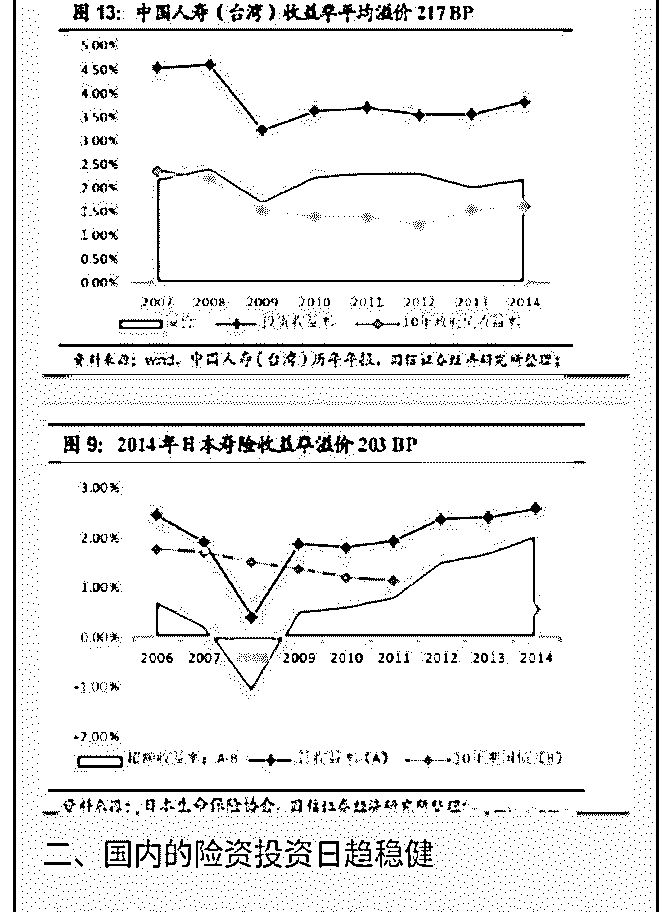 图 13: 中国人寿（台湾）收益率平均溢价 217 BP
5.00%
4.50%
4.00%
3.50%
3.00%
2.50%
2.00%
1.50%
1.00%
0.50%
0.00%
2007 2008 2009 2010 2011 2012 2013 2014
溢价 投资收益率 10年期国债收益率
资料来源: wind、中国人寿（台湾）历年年报，国信证券经济研究所整理;
图 9: 2014年日本寿险收益率溢价 203 BP
3.00%
2.00%
1.00%
0.00%
2006 2007 2008 2009 2010 2011 2012 2013 2014
-1.00%
-2.00%
收益率: A-B 收益率 (A) 10年期国债 (B)
资料来源: 日本生命保险协会、国信证券经济研究所整理
二、国内的险资投资日趋稳健